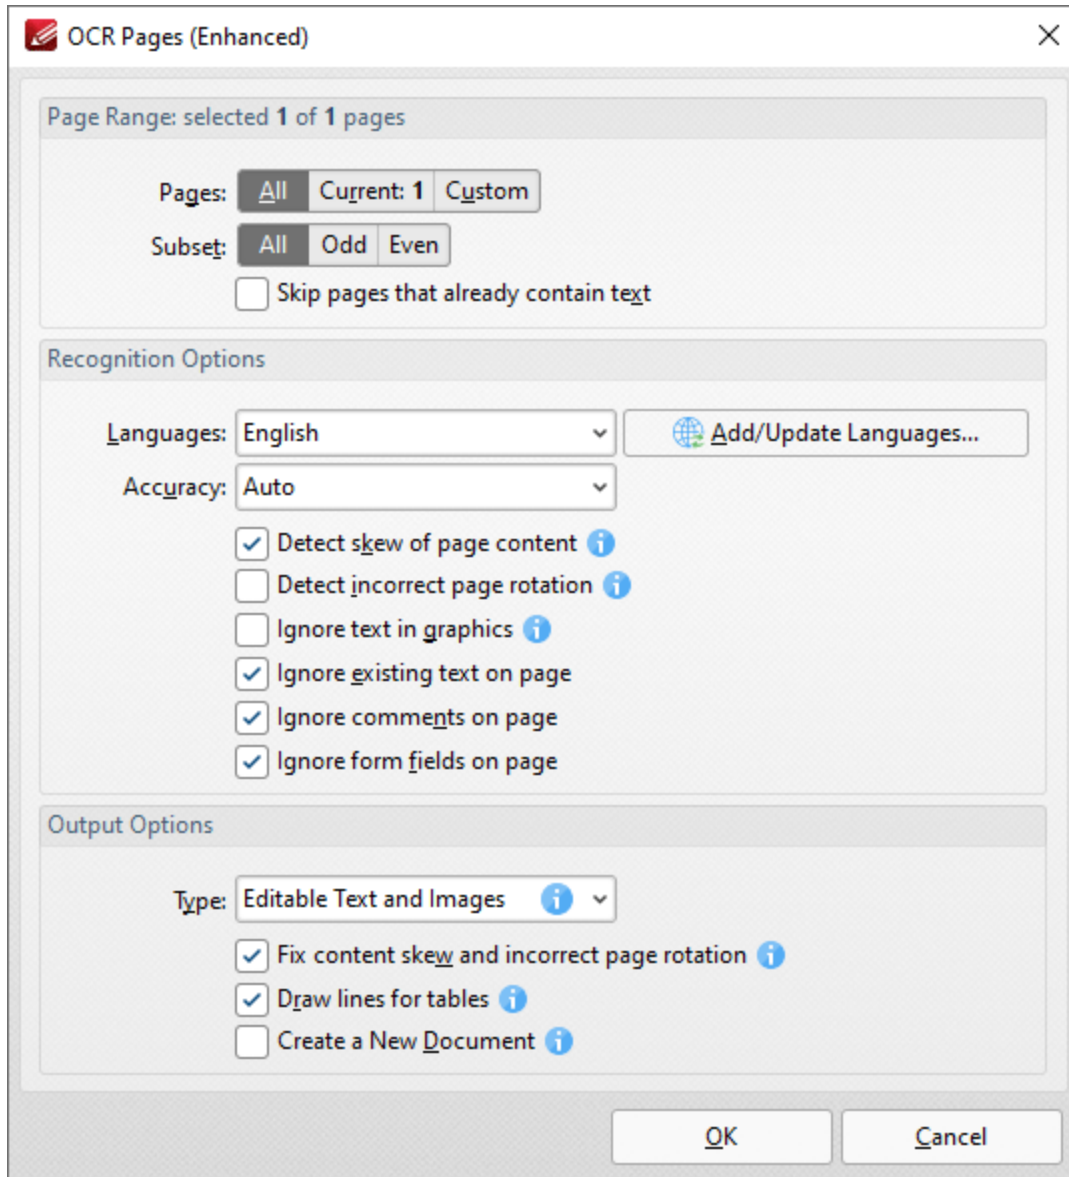 OCR Pages (Enhanced)
Page Range: selected 1 of 1 pages
Pages: All Current: 1 Custom
Subset: All Odd Even
Skip pages that already contain text
Recognition Options
Languages: English Add/Update Languages...
Accuracy: Auto
Detect skew of page content
Detect incorrect page rotation
Ignore text in graphics
Ignore existing text on page
Ignore comments on page
Ignore form fields on page
Output Options
Type: Editable Text and Images
Fix content skew and incorrect page rotation
Draw lines for tables
Create a New Document
OK Cancel